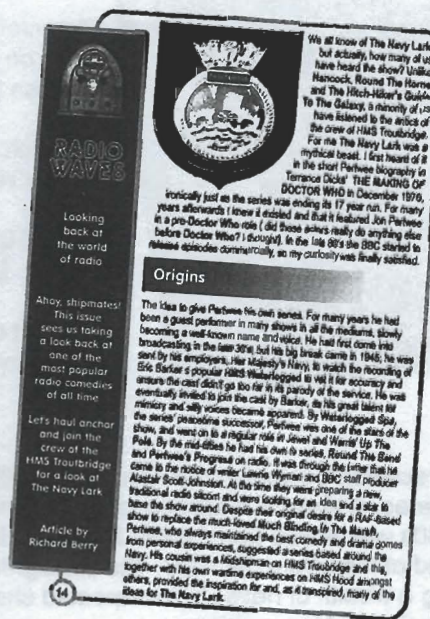 RADIO
WAVES
Looking
back at
the world
of radio
Ahoy, shipmates!
This issue
sees us taking
a look back at
one of the
most popular
radio comedies
of all time
Let's haul anchor
and join the
crew of the
HMS Troutbridge
for a look at
The Navy Lark
Article by
Richard Berry
14
We all know of The Navy Lark
but actually, how many of us
have heard the show? Unlike
Hancock, Round The Horne
and The Hitch-Hiker's Guide
To The Galaxy, a minority of us
have listened to the antics of
the crew of HMS Troutbridge.
For me The Navy Lark was a
mythical beast. I first heard of it
in the short Pertwee biography in
Terrance Dicks' THE MAKING OF
DOCTOR WHO in December 1976,
ironically just as the series was ending its 17 year run. For many
years afterwards I knew it existed and that it featured Jon Pertwee
in a pro-Doctor Who role ( did those actors really do anything else
before Doctor Who? I thought). In the late 80's the BBC started to
release episodes commercially, so my curiosity was finally satisfied.
Origins
The idea to give Pertwee his own series. For many years he had
been a guest performer in many shows in all the mediums, slowly
becoming a well-known name and voice. He had first come into
broadcasting in the late 30's, but his big break came in 1948; he was
sent by his employers, Her Majesty's Navy, to watch the recording of
Eric Barker's popular HMS Waterlogged to vet it for accuracy and
ensure the cast didn't go too far in its parody of the service. He was
eventually invited to join the cast by Barker, as his great talent for
mimicry and silly voices became apparent. By Waterlogged Spa,
the series' peacetime successor, Pertwee was one of the stars of the
show, and went on to a regular role in Jewel and Warris' Up The
Pole. By the mid-fifties he had his own tv series, Round The Bend
and Pertwee's Progress on radio. It was through the latter that he
came to the notice of writer Lawrie Wyman and BBC staff producer
Alastair Scott-Johnston. At the time they were preparing a new,
traditional radio sitcom and were looking for an idea and a star to
base the show around. Despite their original desire for a RAF-based
show to replace the much-loved Much Binding In The Marsh,
Pertwee, who always maintained the best comedy and drama comes
from personal experiences, suggested a series based around the
Navy. His cousin was a Midshipman on HMS Troubridge and this,
together with his own wartime experiences on HMS Hood amongst
others, provided the inspiration for and, as it transpired, many of the
ideas for The Navy Lark.